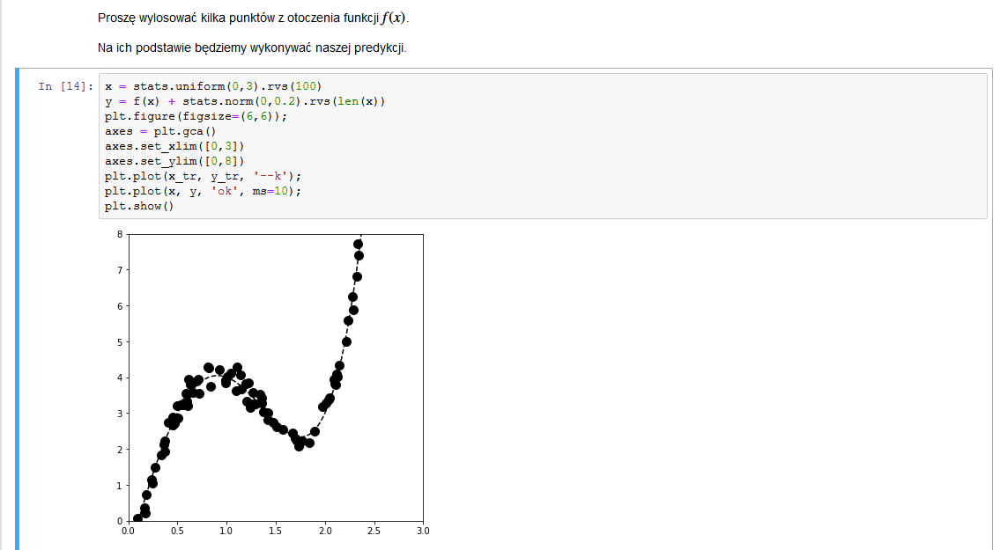 Proszę wylosować kilka punktów z otoczenia funkcji f(x).
Na ich podstawie będziemy wykonywać naszej predykcji.
In [14]: x = stats.uniform(0,3).rvs(100)
y = f(x) + stats.norm(0,0.2).rvs(len(x))
plt.figure(figsize=(6,6));
axes = plt.gca()
axes.set_xlim([0,3])
axes.set_ylim([0,8])
plt.plot(x_tr, y_tr, '--k');
plt.plot(x, y, 'ok', ms=10);
plt.show()
8
7
6
5
4
3
2
1
0
0.0 0.5 1.0 1.5 2.0 2.5 3.0